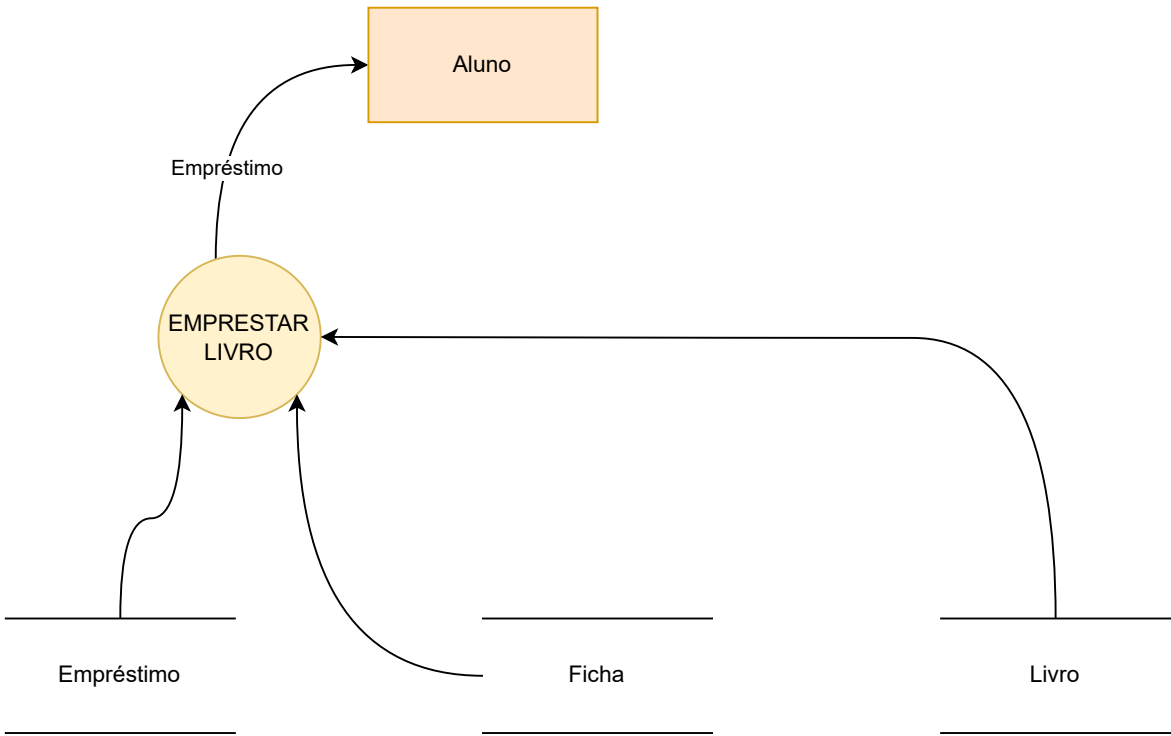 Aluno
Empréstimo
EMPRESTAR
LIVRO
Empréstimo
Ficha
Livro